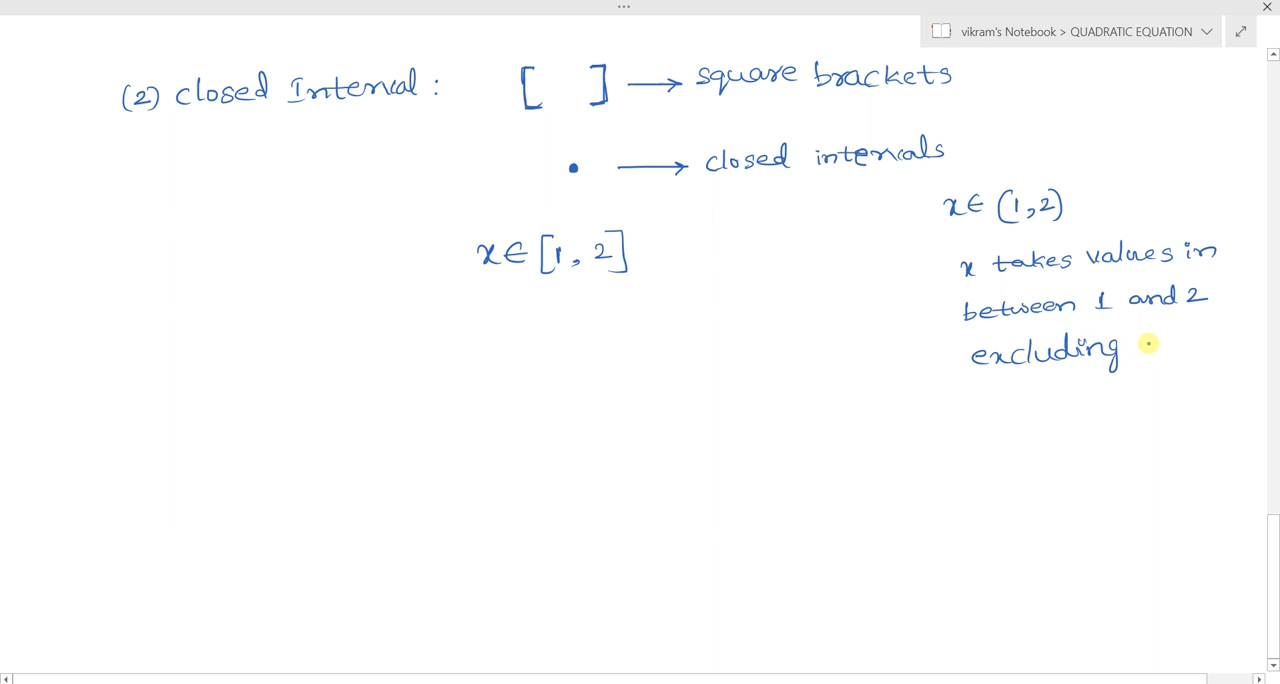 vikram's Notebook > QUADRATIC EQUATION
(2) Closed Interval : [ ] → square brackets
• → closed intervals
x ∈ (1,2)
x ∈ [1, 2]
x takes values in
between 1 and 2
excluding